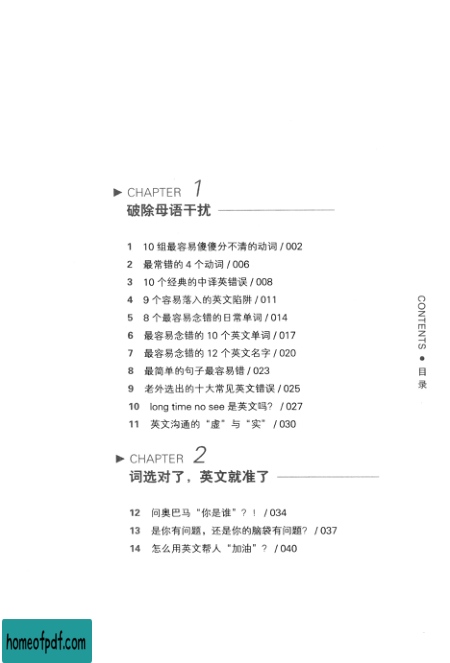 ▶ CHAPTER 1
破除母语干扰
1 10 组最容易傻傻分不清的动词 / 002
2 最常错的 4 个动词 / 006
3 10 个经典的中译英错误 / 008
4 9 个容易落入的英文陷阱 / 011
5 8 个最容易念错的日常单词 / 014
6 最容易念错的 10 个英文单词 / 017
7 最容易念错的 12 个英文名字 / 020
8 最简单的句子最容易错 / 023
9 老外选出的十大常见英文错误 / 025
10 long time no see 是英文吗？ / 027
11 英文沟通的“虚”与“实” / 030
CONTENTS ● 目录
▶ CHAPTER 2
词选对了，英文就准了
12 问奥巴马“你是谁”？！ / 034
13 是你有问题，还是你的脑袋有问题？ / 037
14 怎么用英文帮人“加油”？ / 040
homeofpdf.com